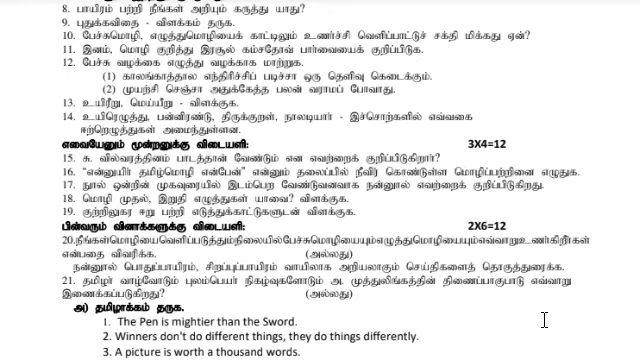 8. பாயிரம் பற்றி நீங்கள் அறியும் கருத்து யாது?
9. புதுக்கவிதை - விளக்கம் தருக.
10. பேச்சுமொழி, எழுத்துமொழியைக் காட்டிலும் உணர்ச்சி வெளிப்பாட்டுச் சக்தி மிக்கது ஏன்?
11. இனம், மொழி குறித்து இரசூல் கம்சதோவ் பார்வையைக் குறிப்பிடுக.
12. பேச்சு வழக்கை எழுத்து வழக்காக மாற்றுக.
(1) காலங்காத்தால எந்திரிச்சிப் படிச்சா ஒரு தெளிவு கெடைக்கும்.
(2) முயற்சி செஞ்சா அதுக்கேத்த பலன் வராமப் போவாது.
13. உயிரீறு, மெய்யீறு - விளக்குக.
14. உயிரெழுத்து, பன்னிரண்டு, திருக்குறள், நாலடியார் - இச்சொற்களில் எவ்வகை
ஈற்றெழுத்துகள் அமைந்துள்ளன.
எவையேனும் மூன்றனுக்கு விடையளி: 3X4=12
15. சு. வில்வரத்தினம் பாடத்தான் வேண்டும் என எவற்றைக் குறிப்பிடுகிறார்?
16. "என்னுயிர் தமிழ்மொழி என்பேன்" என்னும் தலைப்பில் நீவிர் கொண்டுள்ள மொழிப்பற்றினை எழுதுக.
17. நூல் ஒன்றின் முகவுரையில் இடம்பெற வேண்டுவனவாக நன்னூல் எவற்றைக் குறிப்பிடுகிறது.
18. மொழி முதல், இறுதி எழுத்துகள் யாவை? விளக்குக.
19. குற்றிலுகர ஈறு பற்றி எடுத்துக்காட்டுகளுடன் விளக்குக.
பின்வரும் வினாக்களுக்கு விடையளி: 2X6=12
20.நீங்கள்மொழியைவெளிப்படுத்தும்நிலையில்பேச்சுமொழியையும்எழுத்துமொழியையும்எவ்வாறுஉணர்கிறீர்கள்
என்பதை விவரிக்க. (அல்லது)
நன்னூல் பொதுப்பாயிரம், சிறப்புப்பாயிரம் வாயிலாக அறியலாகும் செய்திகளைத் தொகுத்துரைக்க.
21. தமிழர் வாழ்வோடும் புலம்பெயர் நிகழ்வுகளோடும் அ. முத்துலிங்கத்தின் திணைப்பாகுபாடு எவ்வாறு
இணைக்கப்படுகிறது? (அல்லது)
அ) தமிழாக்கம் தருக.
1. The Pen is mightier than the Sword.
2. Winners don't do different things, they do things differently.
3. A picture is worth a thousand words.